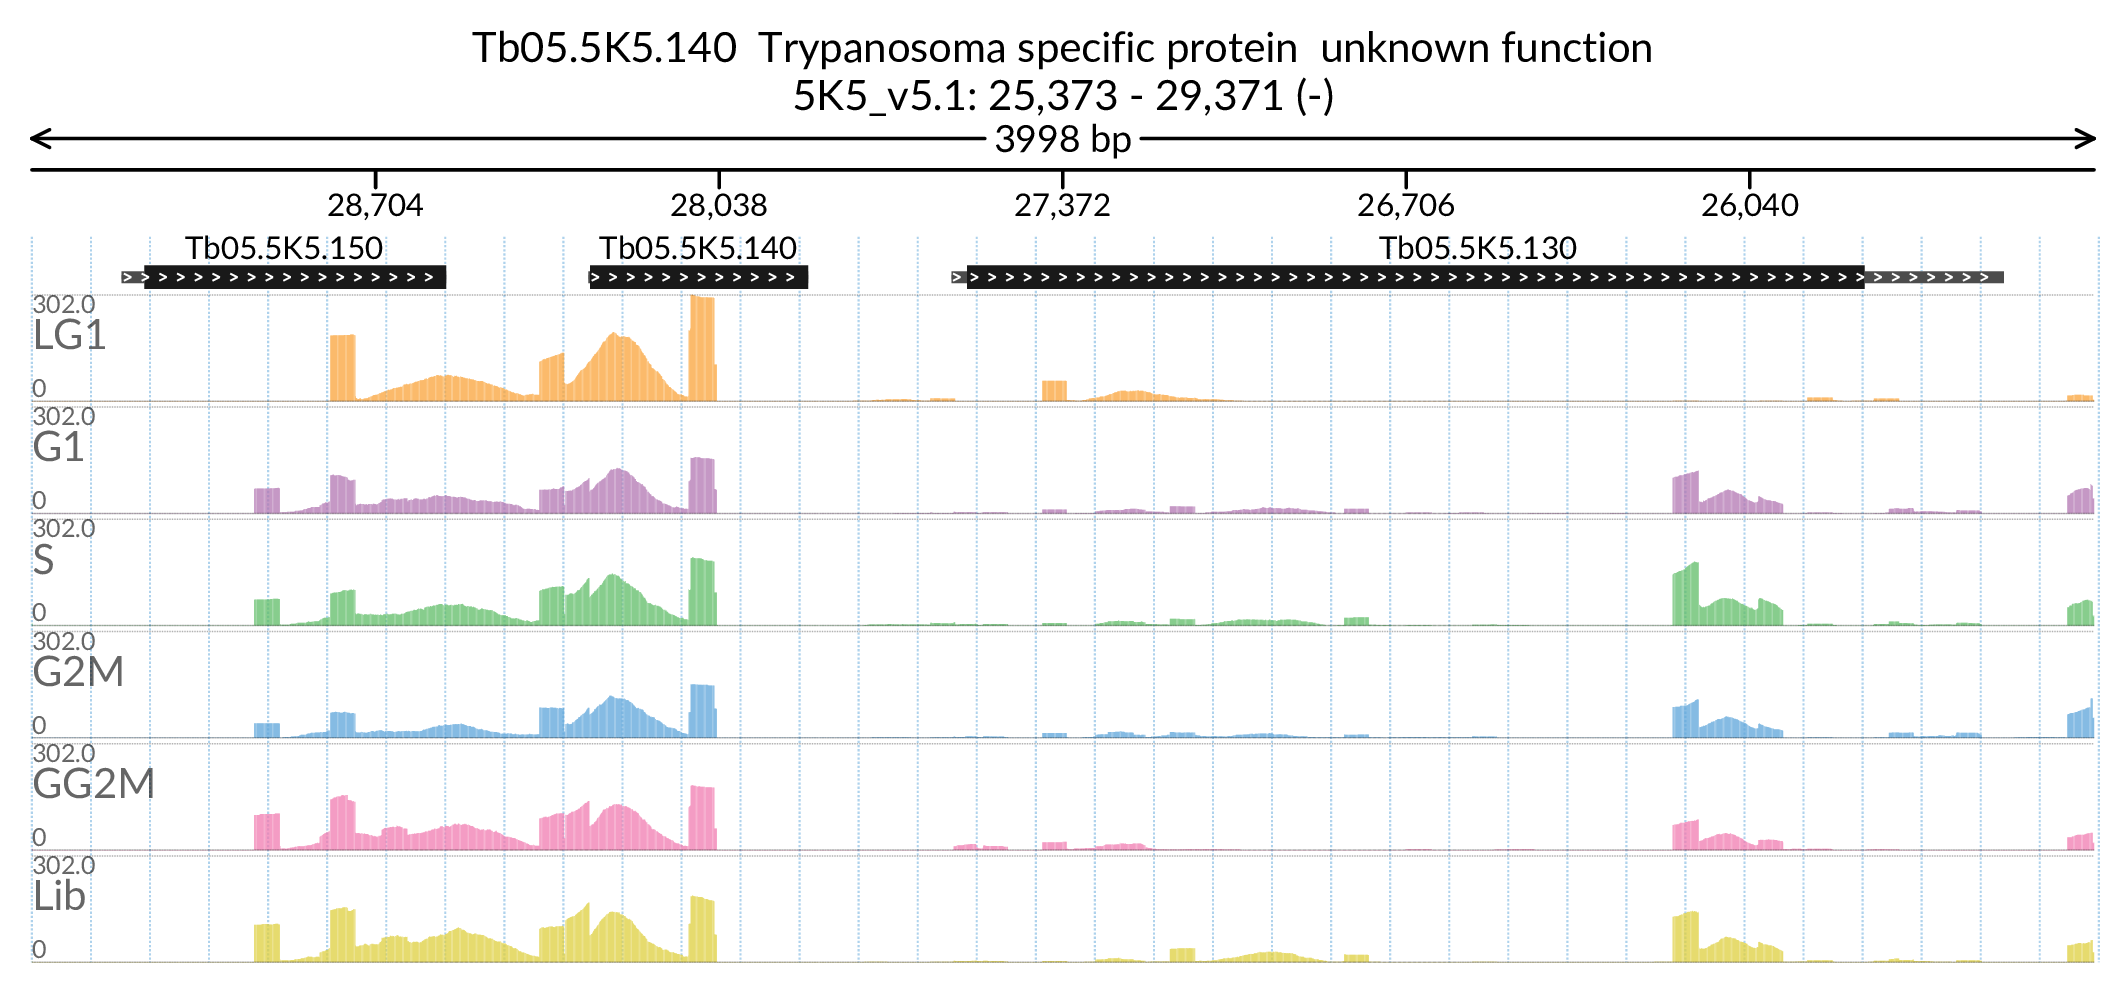 Tb05.5K5.140  Trypanosoma specific protein  unknown function
5K5_v5.1: 25,373 - 29,371 (-)
3998 bp
28,704 28,038 27,372 26,706 26,040
Tb05.5K5.150 Tb05.5K5.140 Tb05.5K5.130
302.0
LG1
0
302.0
G1
0
302.0
S
0
302.0
G2M
0
302.0
GG2M
0
302.0
Lib
0